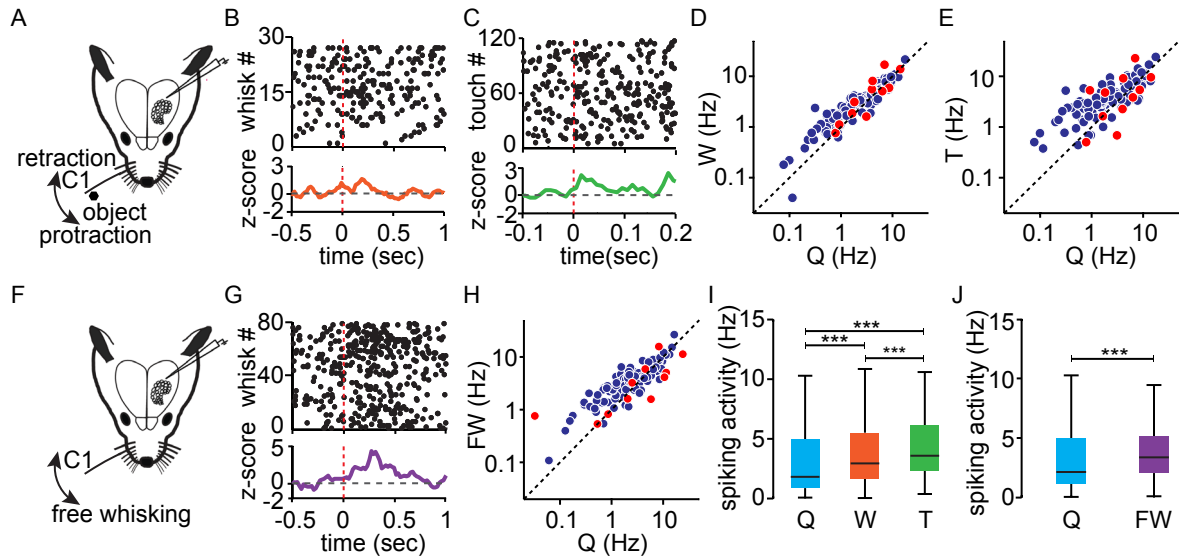 A
retraction
C1
object
protraction
B
whisk #
30
15
0
z-score
3
0
-2
-0.5
0
0.5
1
time (sec)
C
touch #
120
60
0
z-score
3
0
-2
-0.1
0
0.1
0.2
time(sec)
D
W (Hz)
10
1
0.1
0.1
1
10
Q (Hz)
E
T (Hz)
10
1
0.1
0.1
1
10
Q (Hz)
F
C1
free whisking
G
whisk #
80
40
0
z-score
5
0
-2
-0.5
0
0.5
1
time (sec)
H
FW (Hz)
10
1
0.1
0.1
1
10
Q (Hz)
I
spiking activity (Hz)
15
10
5
0
***
***
***
Q
W
T
J
spiking activity (Hz)
15
10
5
0
***
Q
FW